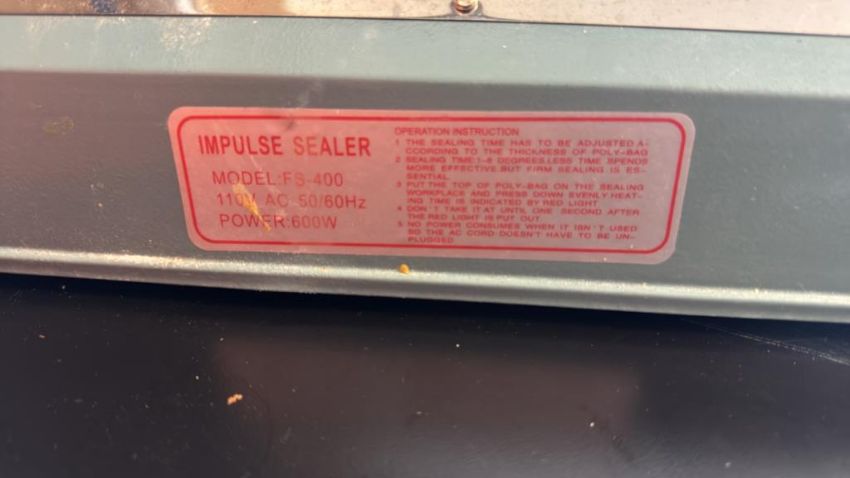 IMPULSE SEALER
MODEL:FS-400
110V AC 50/60Hz
POWER:600W
OPERATION INSTRUCTION
1 THE SEALING TIME HAS TO BE ADJUSTED A-
CCORDING TO THE THICKNESS OF POLY-BAG
2 SEALING TIME:1-8 DEGREES.LESS TIME SPENDS
MORE EFFECTIVE.BUT FIRM SEALING IS ES-
SENTIAL
3 PUT THE TOP OF POLY-BAG ON THE SEALING
WORKPLACE AND PRESS DOWN EVENLY.HEAT-
ING TIME IS INDICATED BY RED LIGHT
4 DON'T TAKE IT AT UNTIL ONE SECOND AFTER
THE RED LIGHT IS PUT OUT.
5 NO POWER CONSUMES WHEN IT ISN'T USED
SO THE AC CORD DOESN'T HAVE TO BE UN-
PLUGGED